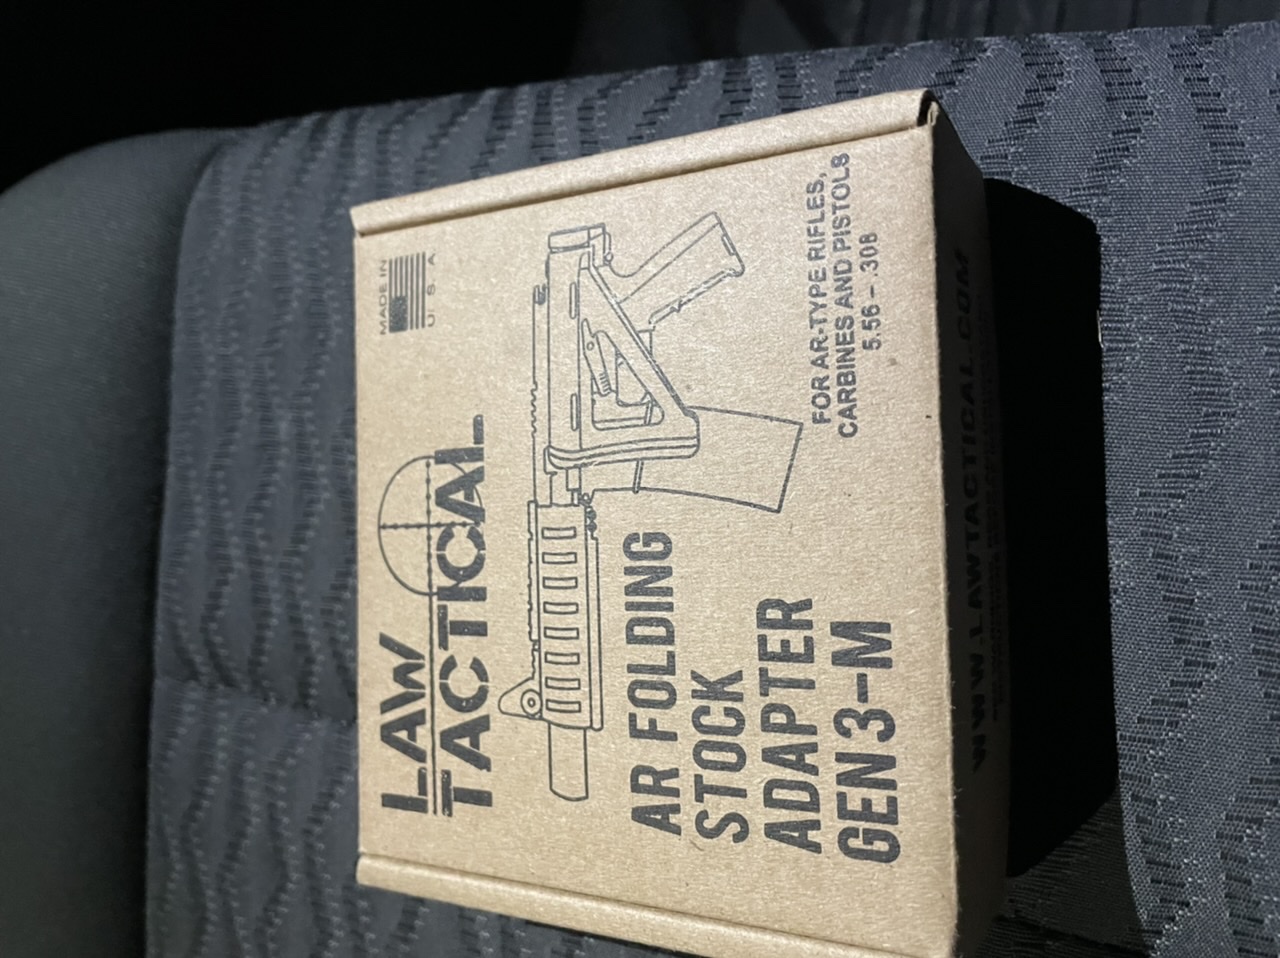 LAW
TACTICAL
MADE IN
U.S.A
AR FOLDING
STOCK
ADAPTER
GEN 3-M
FOR AR-TYPE RIFLES,
CARBINES AND PISTOLS
5.56 - .308
WWW.LAWTACTICAL.COM